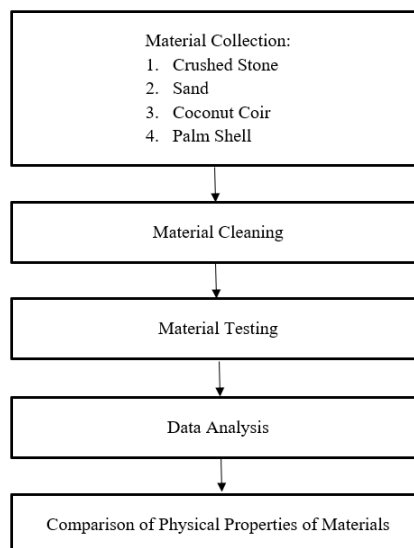 Material Collection:
1. Crushed Stone
2. Sand
3. Coconut Coir
4. Palm Shell
Material Cleaning
Material Testing
Data Analysis
Comparison of Physical Properties of Materials